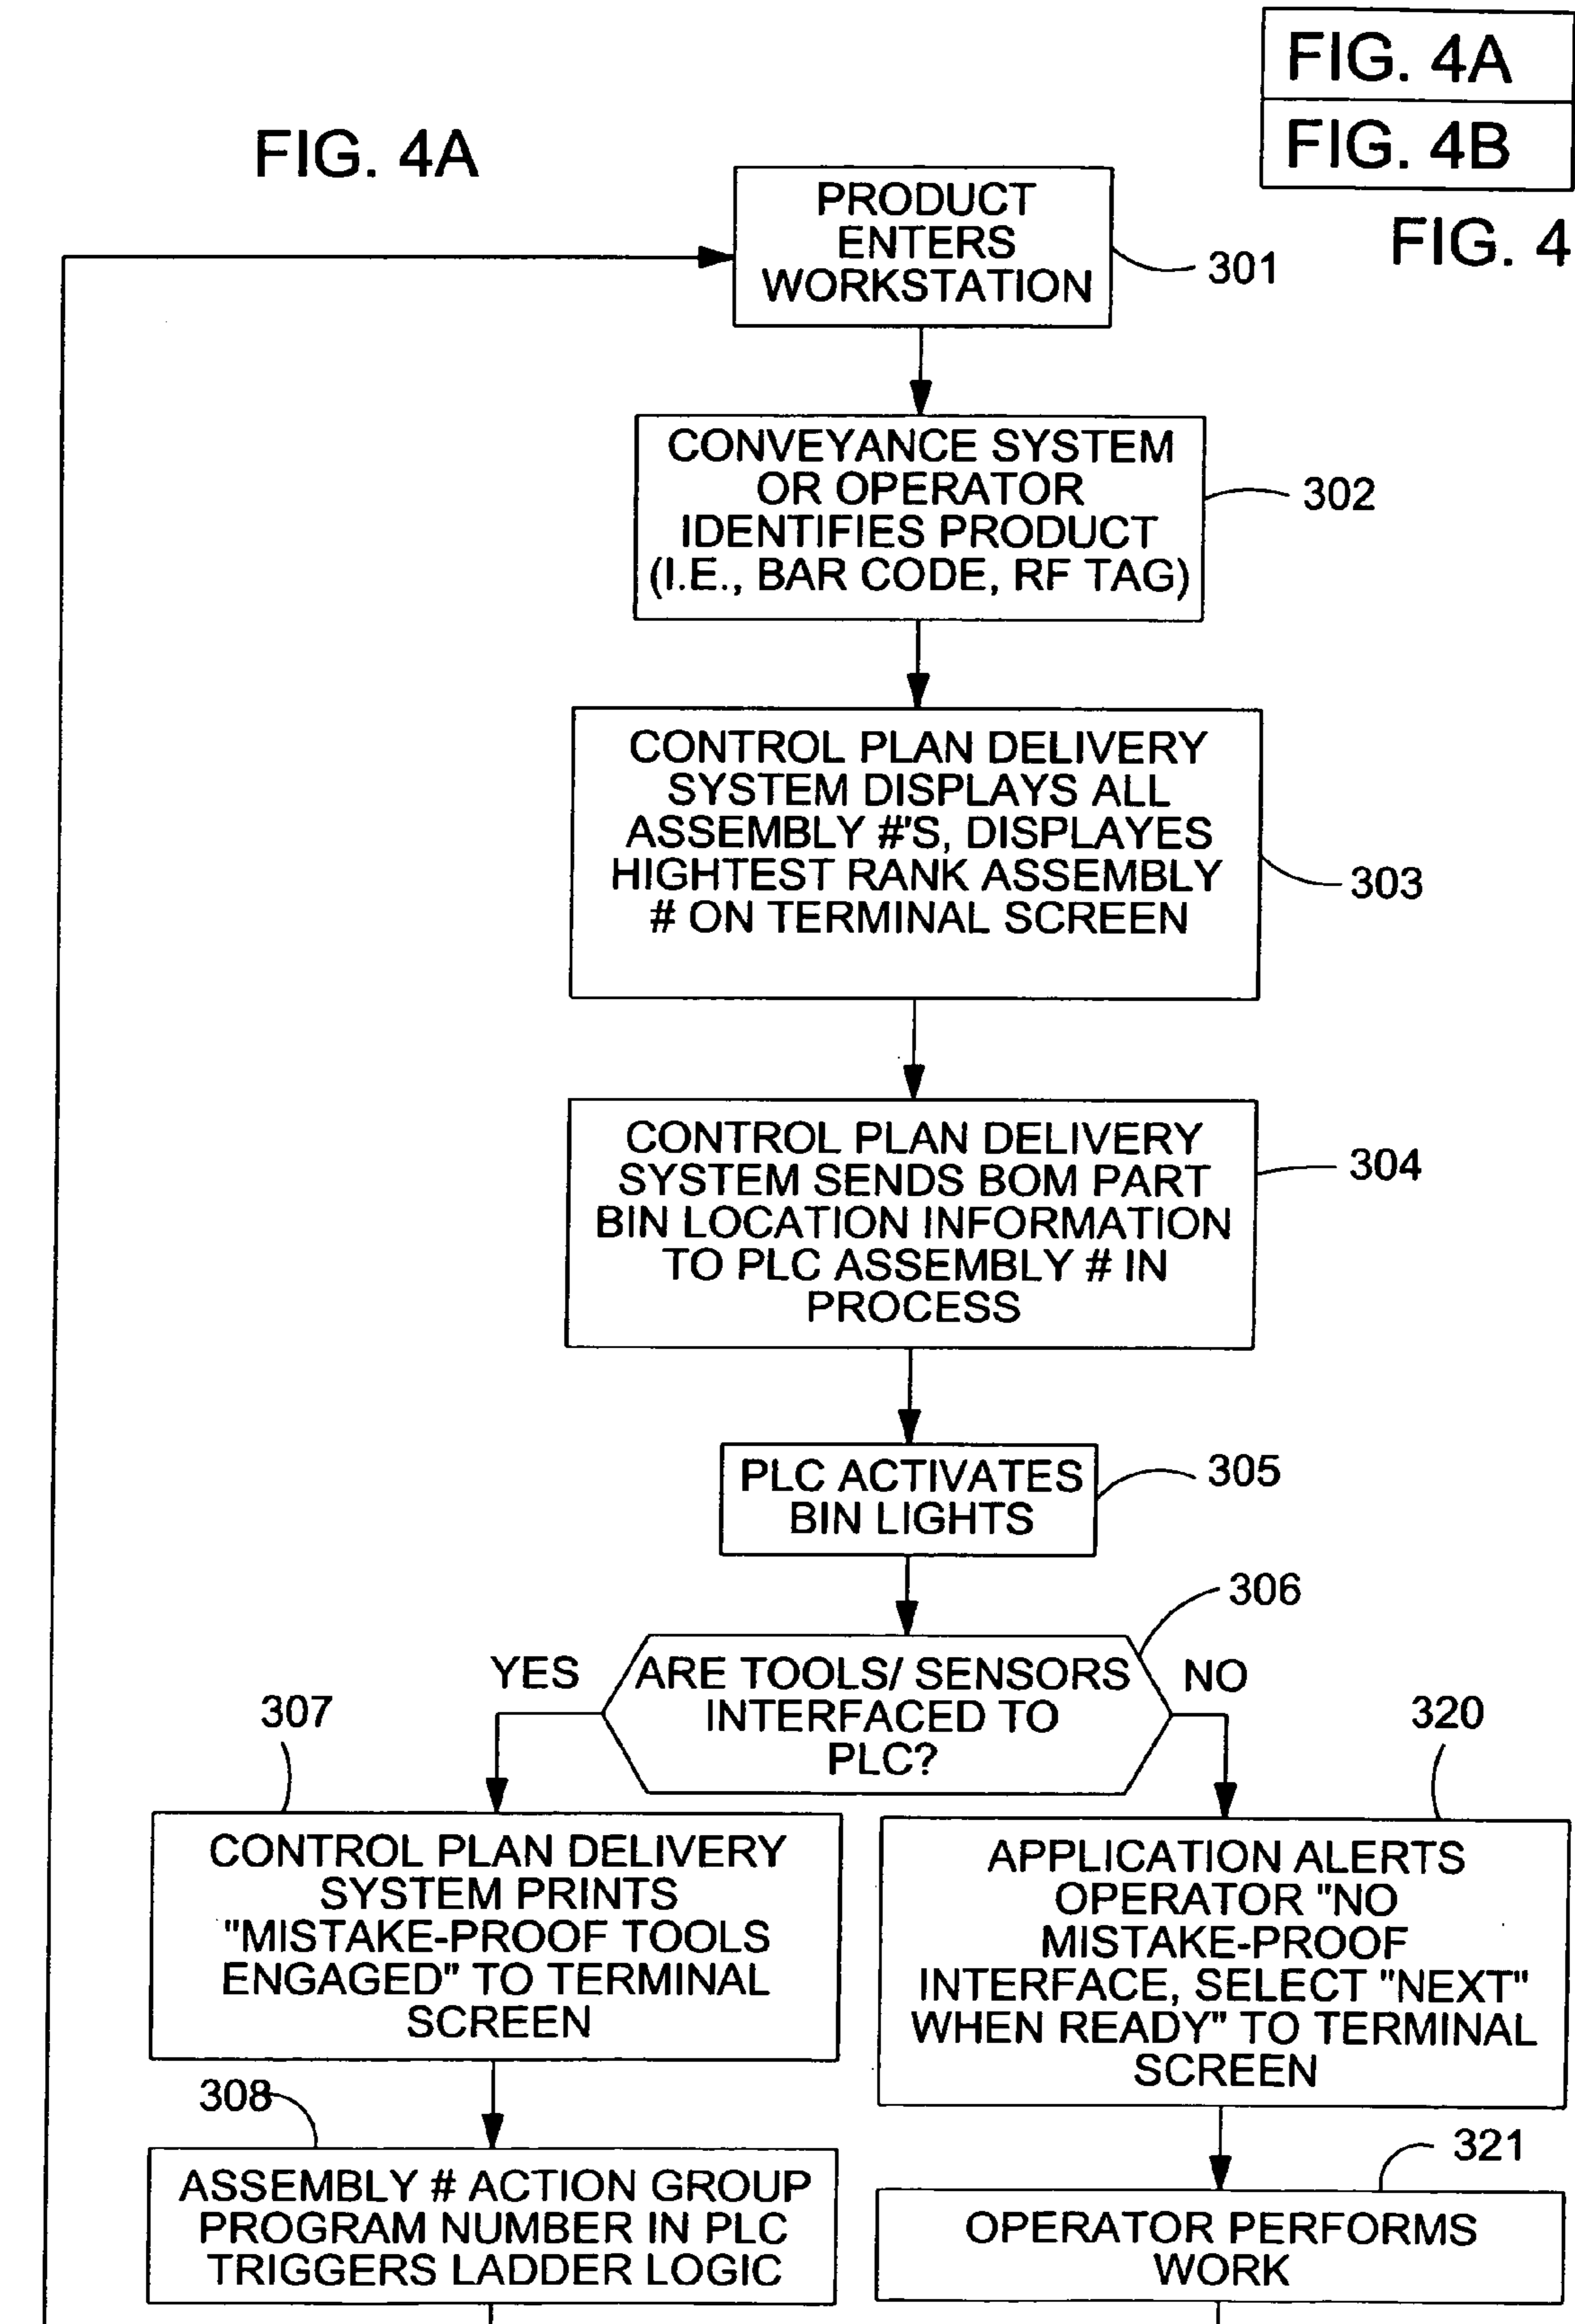 FIG. 4A
FIG. 4B
FIG. 4
FIG. 4A
PRODUCT
ENTERS
WORKSTATION
301
CONVEYANCE SYSTEM
OR OPERATOR
IDENTIFIES PRODUCT
(I.E., BAR CODE, RF TAG)
302
CONTROL PLAN DELIVERY
SYSTEM DISPLAYS ALL
ASSEMBLY #'S, DISPLAYES
HIGHTEST RANK ASSEMBLY
# ON TERMINAL SCREEN
303
CONTROL PLAN DELIVERY
SYSTEM SENDS BOM PART
BIN LOCATION INFORMATION
TO PLC ASSEMBLY # IN
PROCESS
304
PLC ACTIVATES
BIN LIGHTS
305
306
YES
ARE TOOLS/ SENSORS
INTERFACED TO
PLC?
NO
307
CONTROL PLAN DELIVERY
SYSTEM PRINTS
"MISTAKE-PROOF TOOLS
ENGAGED" TO TERMINAL
SCREEN
320
APPLICATION ALERTS
OPERATOR "NO
MISTAKE-PROOF
INTERFACE, SELECT "NEXT"
WHEN READY" TO TERMINAL
SCREEN
308
ASSEMBLY # ACTION GROUP
PROGRAM NUMBER IN PLC
TRIGGERS LADDER LOGIC
321
OPERATOR PERFORMS
WORK